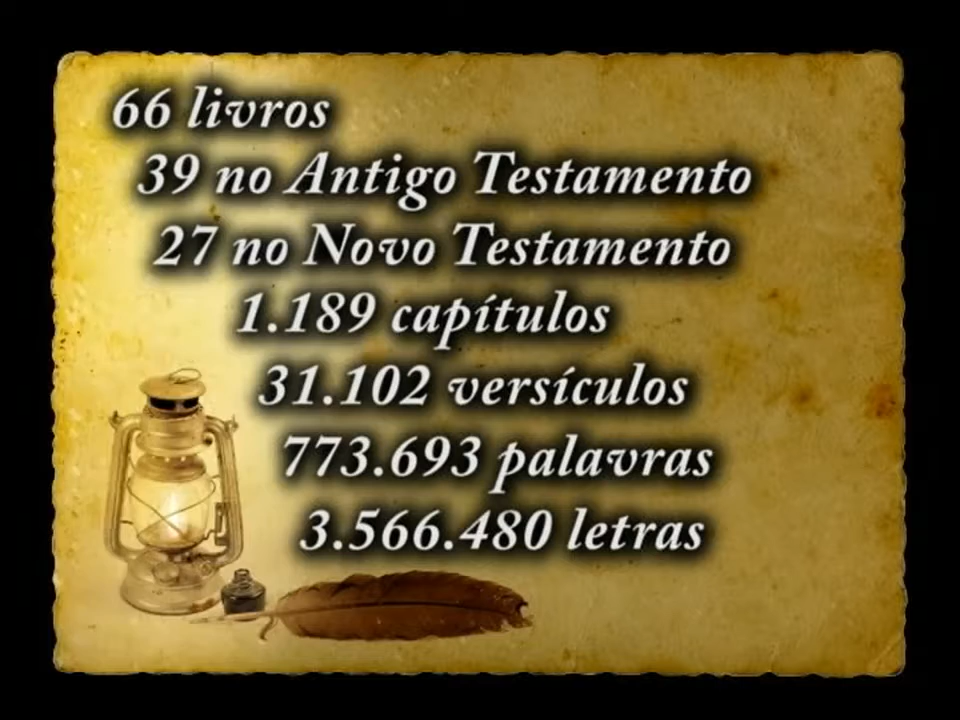 66 livros
39 no Antigo Testamento
27 no Novo Testamento
1.189 capítulos
31.102 versículos
773.693 palavras
3.566.480 letras